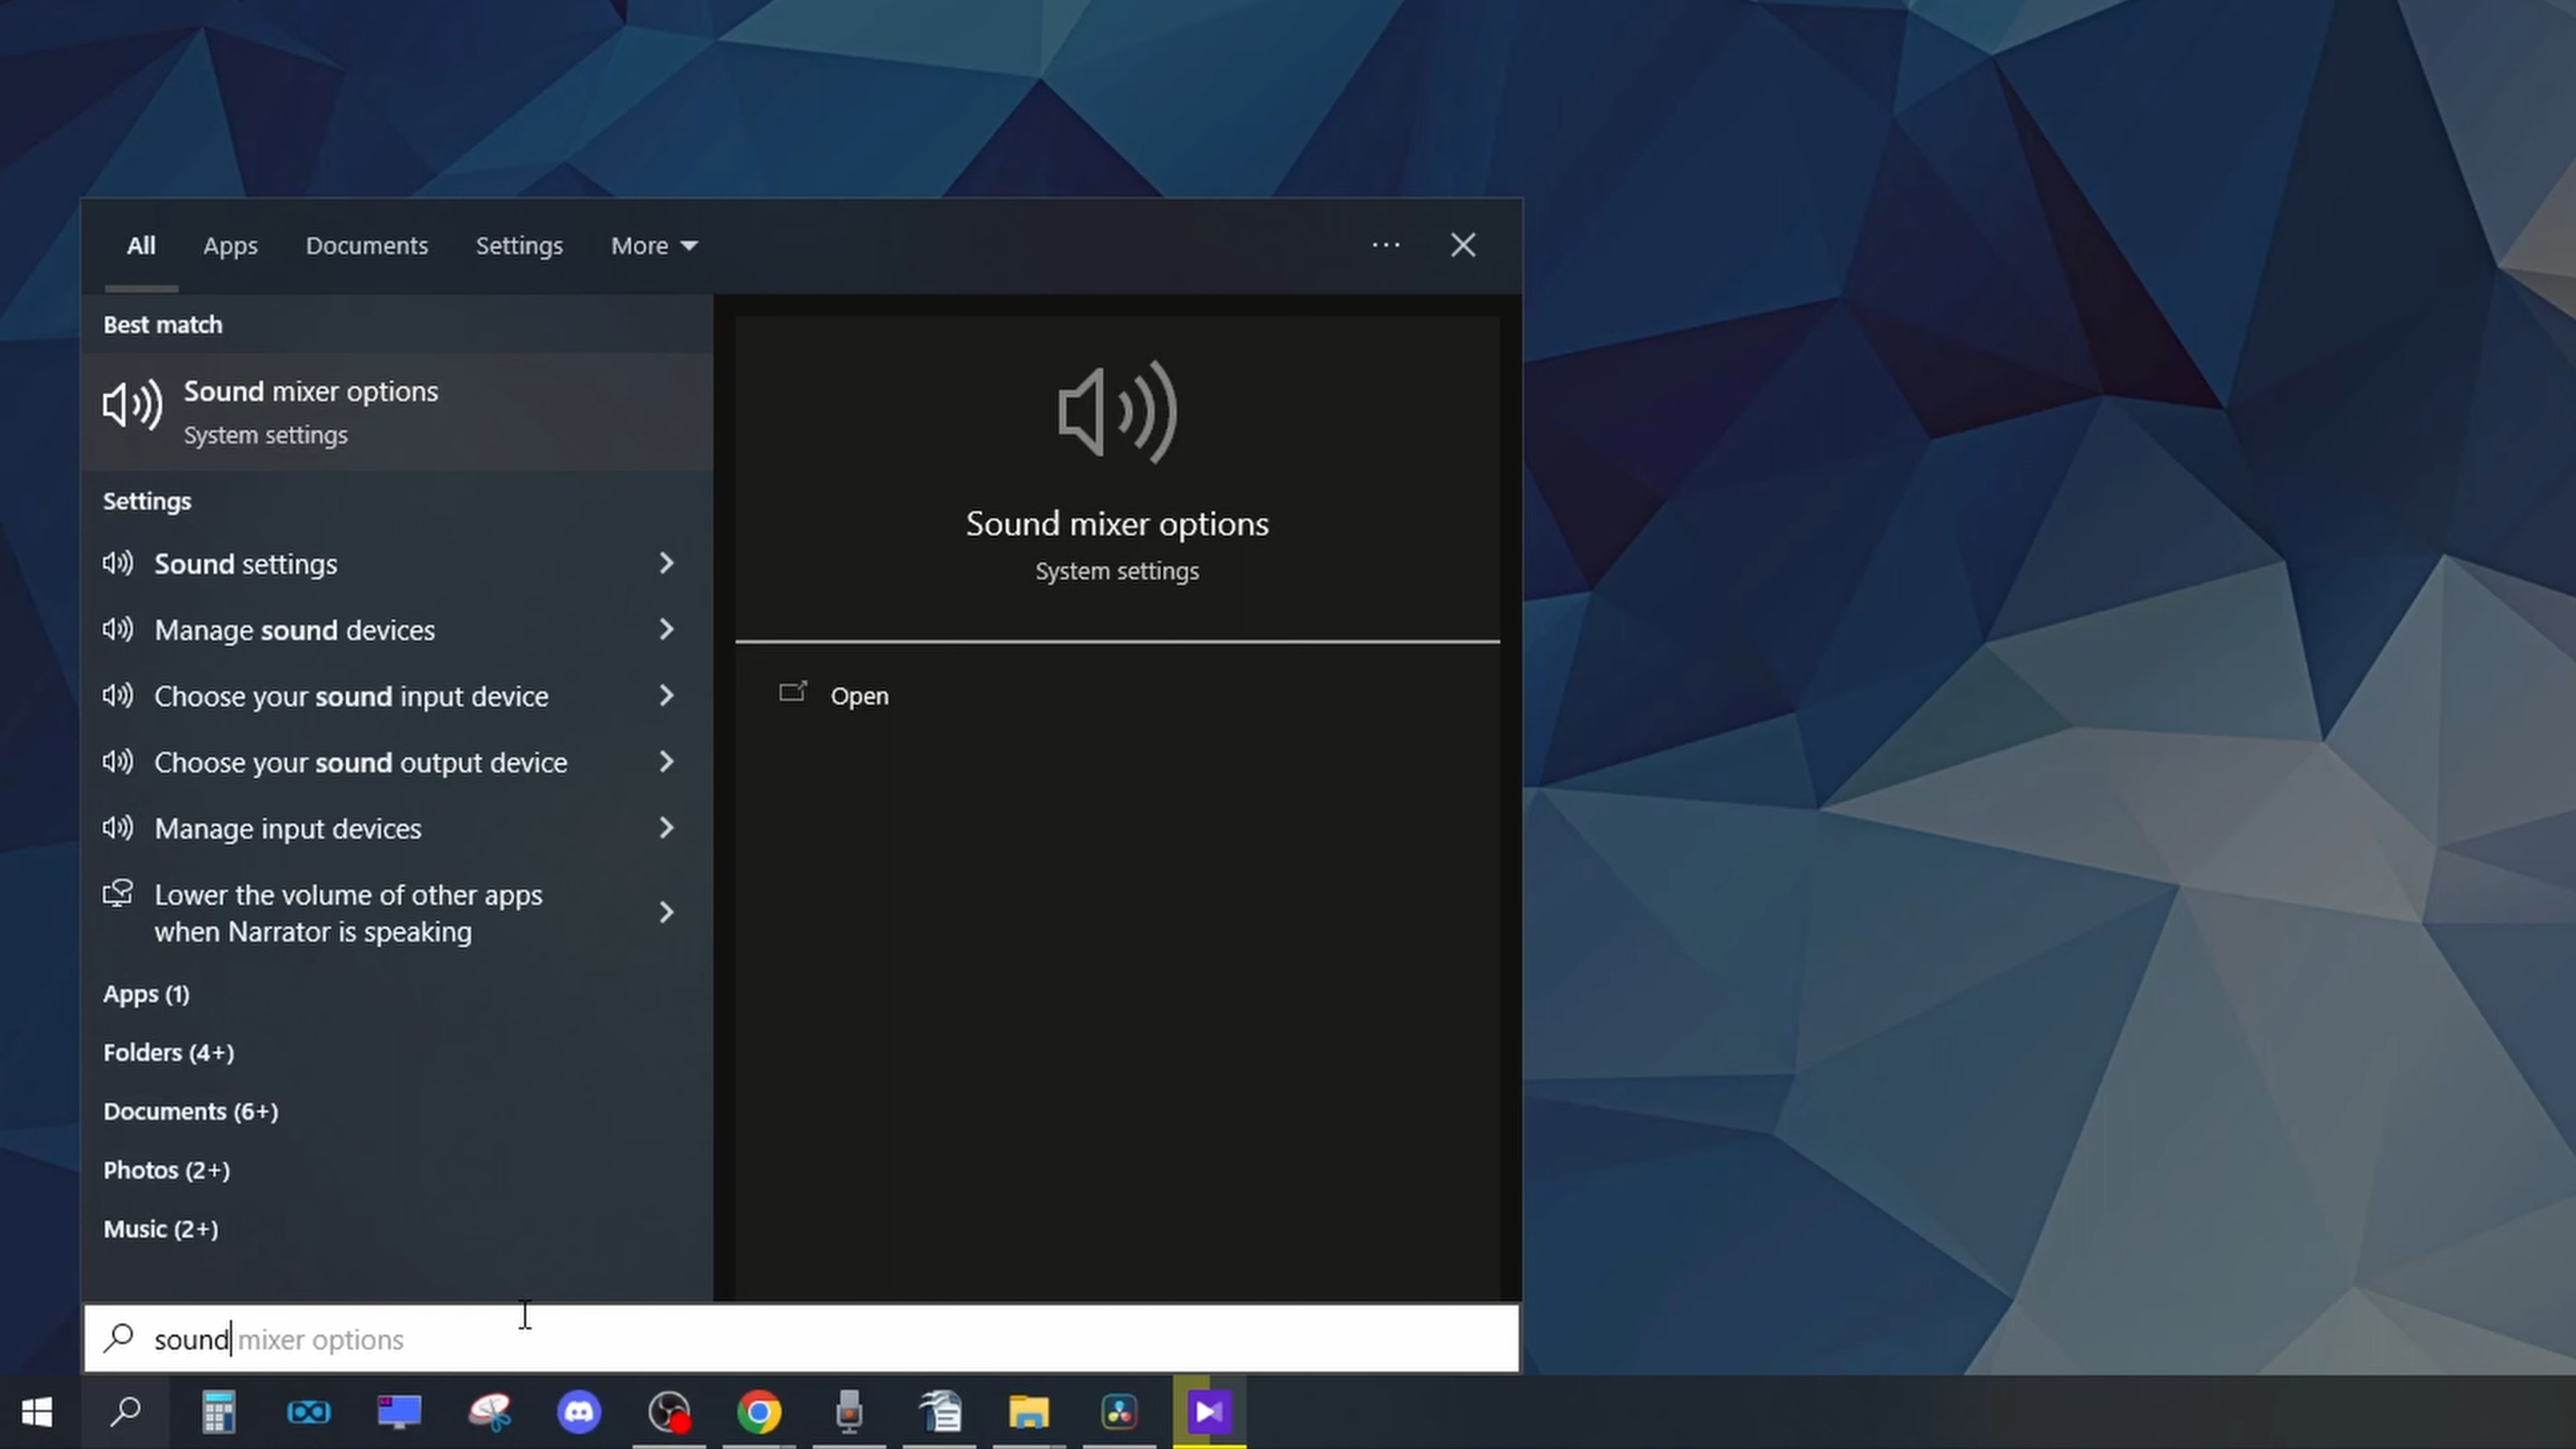 All Apps Documents Settings More ...
Best match
Sound mixer options
System settings
Settings
Sound settings
Manage sound devices
Choose your sound input device
Choose your sound output device
Manage input devices
Lower the volume of other apps
when Narrator is speaking
Apps (1)
Folders (4+)
Documents (6+)
Photos (2+)
Music (2+)
Sound mixer options
System settings
Open
sound mixer options